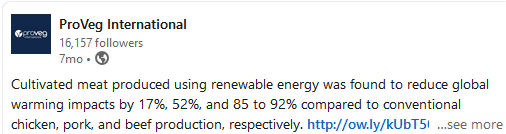 proveg
ProVeg International
16,157 followers
7mo •
Cultivated meat produced using renewable energy was found to reduce global
warming impacts by 17%, 52%, and 85 to 92% compared to conventional
chicken, pork, and beef production, respectively. http://ow.ly/kUbT5 ...see more